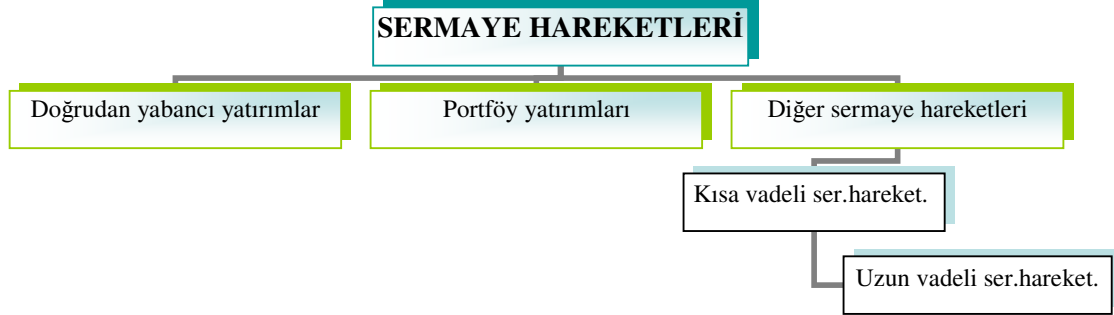 SERMAYE HAREKETLERİ
Doğrudan yabancı yatırımlar
Portföy yatırımları
Diğer sermaye hareketleri
Kısa vadeli ser.hareket.
Uzun vadeli ser.hareket.